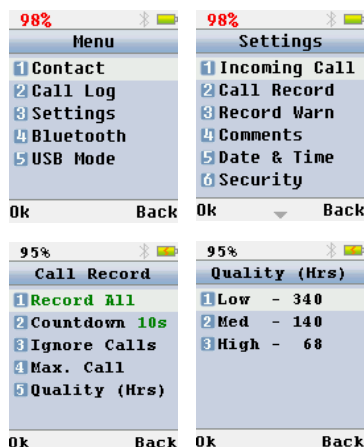 98%
Menu
1 Contact
2 Call Log
3 Settings
4 Bluetooth
5 USB Mode
Ok Back
98%
Settings
1 Incoming Call
2 Call Record
3 Record Warn
4 Comments
5 Date & Time
6 Security
Ok Back
95%
Call Record
1 Record All
2 Countdown 10s
3 Ignore Calls
4 Max. Call
5 Quality (Hrs)
Ok Back
95%
Quality (Hrs)
1 Low - 340
2 Med - 140
3 High - 68
Ok Back